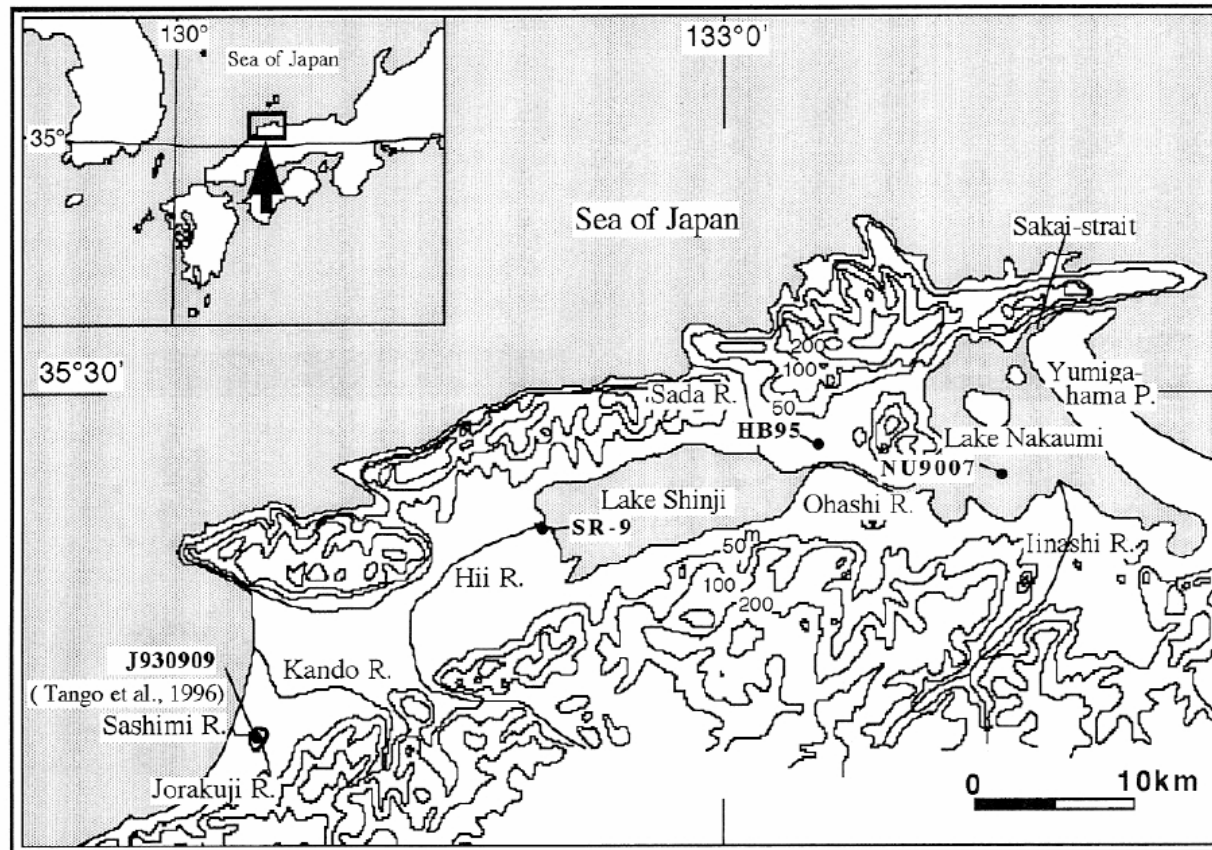 130°
Sea of Japan
35°
133°0'
Sea of Japan
Sakai-strait
35°30'
200
100
50
Yumiga-
hama P.
Sada R.
HB95
Lake Nakaumi
NU9007
Lake Shinji
Ohashi R.
SR-9
50m
100
200
Iinashi R.
Hii R.
J930909
( Tango et al., 1996)
Kando R.
Sashimi R.
Jorakuji R.
0 10km